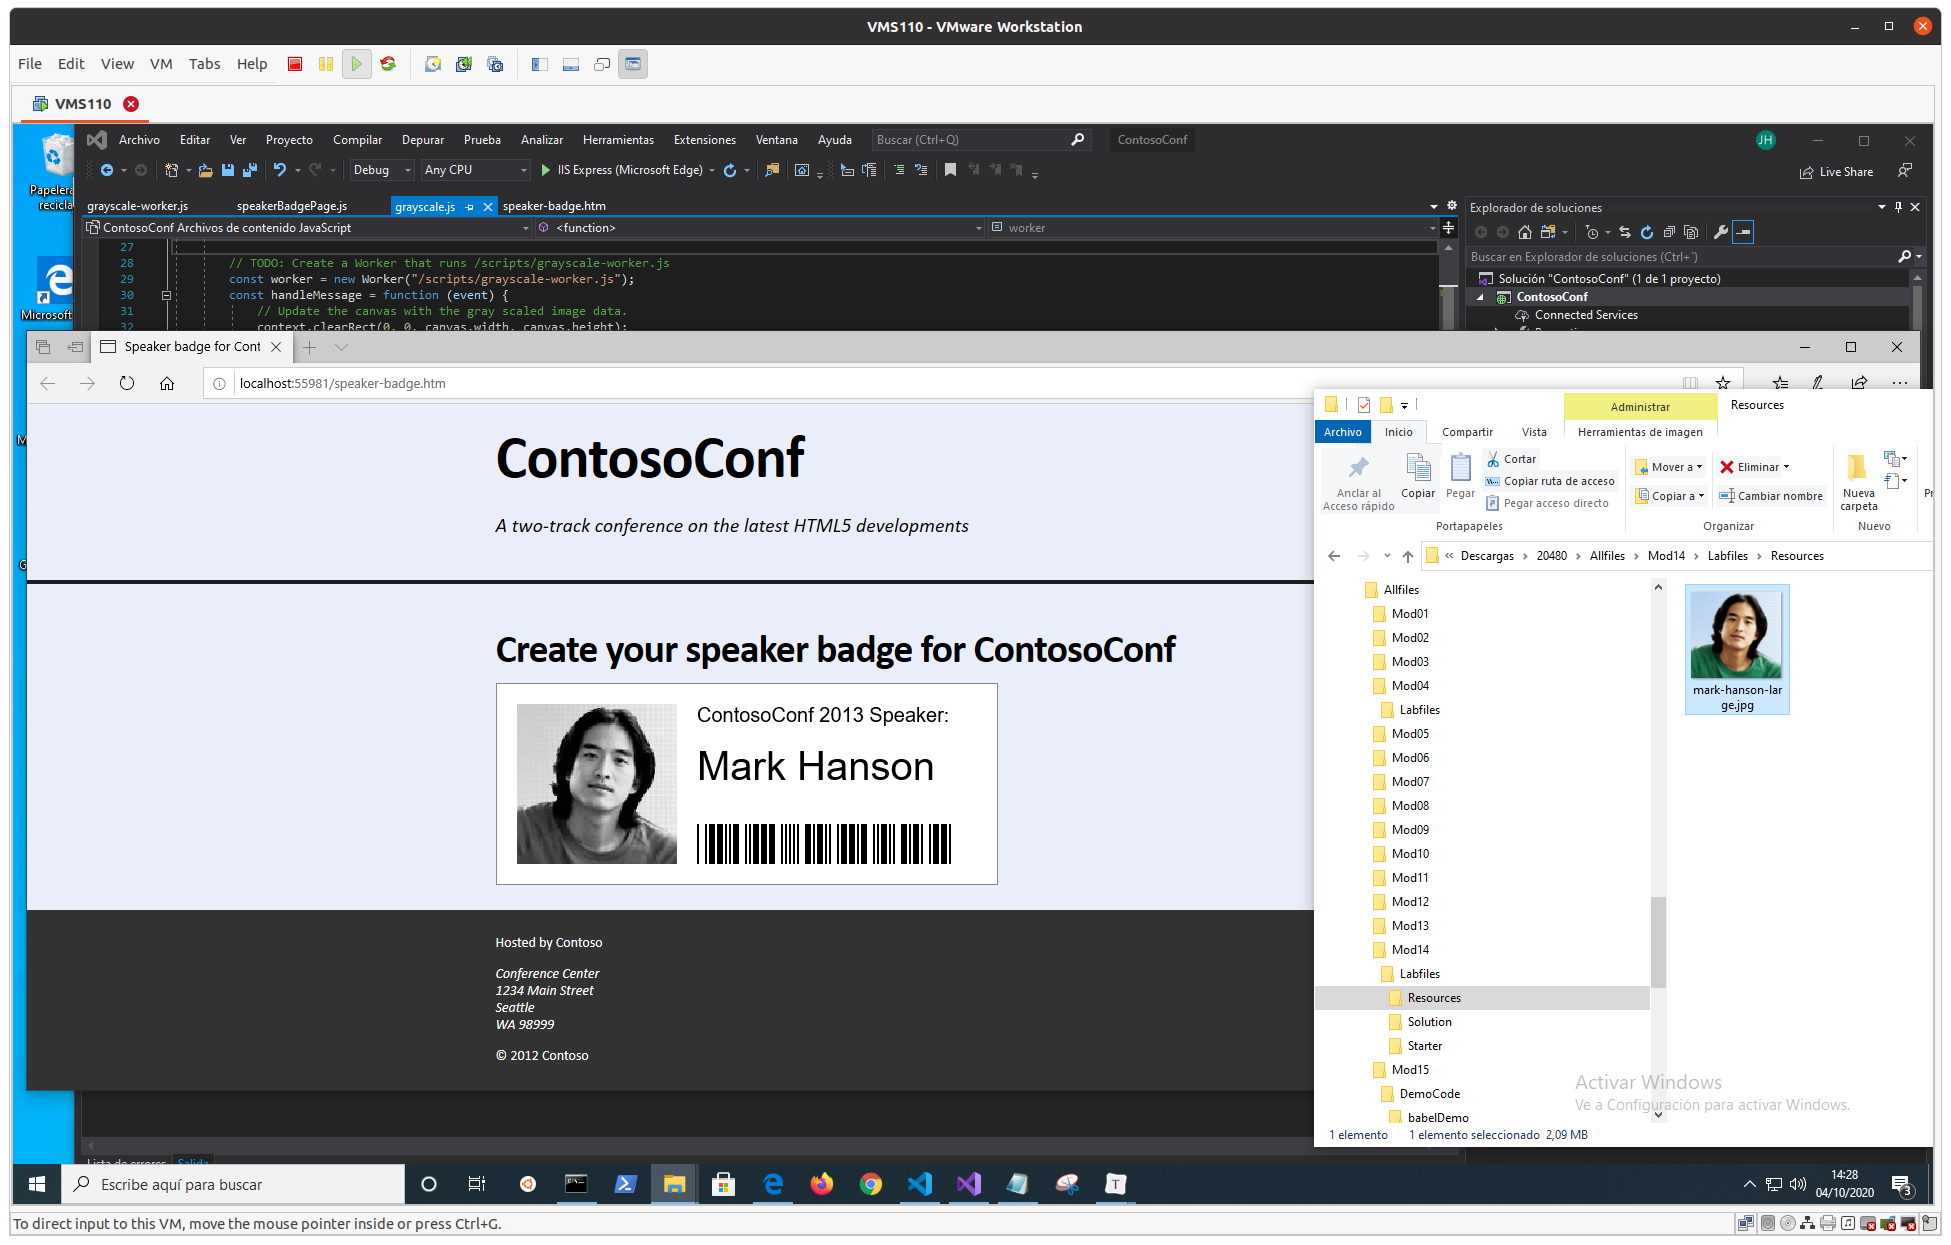 VMS110 - VMware Workstation
File Edit View VM Tabs Help
VMS110
Papelera
recicla
Microsoft
Archivo Editar Ver Proyecto Compilar Depurar Prueba Analizar Herramientas Extensiones Ventana Ayuda Buscar (Ctrl+Q) ContosoConf JH
Debug Any CPU IIS Express (Microsoft Edge) Live Share
grayscale-worker.js speakerBadgePage.js grayscale.js speaker-badge.htm
ContosoConf Archivos de contenido JavaScript <function> worker
27
28 // TODO: Create a Worker that runs /scripts/grayscale-worker.js
29 const worker = new Worker("/scripts/grayscale-worker.js");
30 const handleMessage = function (event) {
31 // Update the canvas with the gray scaled image data.
32 context.clearRect(0, 0, canvas.width, canvas.height);
Explorador de soluciones
Buscar en Explorador de soluciones (Ctrl+`)
Solución "ContosoConf" (1 de 1 proyecto)
ContosoConf
Connected Services
Speaker badge for Cont
localhost:55981/speaker-badge.htm
ContosoConf
A two-track conference on the latest HTML5 developments
Create your speaker badge for ContosoConf
ContosoConf 2013 Speaker:
Mark Hanson
Hosted by Contoso
Conference Center
1234 Main Street
Seattle
WA 98999
© 2012 Contoso
Administrar Resources
Archivo Inicio Compartir Vista Herramientas de imagen
Anclar al
Acceso rápido
Copiar
Pegar
Cortar
Copiar ruta de acceso
Pegar acceso directo
Portapapeles
Mover a
Copiar a
Eliminar
Cambiar nombre
Organizar
Nueva
carpeta
Nuevo
« Descargas > 20480 > Allfiles > Mod14 > Labfiles > Resources
Allfiles
Mod01
Mod02
Mod03
Mod04
Labfiles
Mod05
Mod06
Mod07
Mod08
Mod09
Mod10
Mod11
Mod12
Mod13
Mod14
Labfiles
Resources
Solution
Starter
Mod15
DemoCode
babelDemo
mark-hanson-lar
ge.jpg
Activar Windows
Ve a Configuración para activar Windows.
1 elemento 1 elemento seleccionado 2,09 MB
Lista de errores Salida
Escribe aquí para buscar
14:28
04/10/2020
3
To direct input to this VM, move the mouse pointer inside or press Ctrl+G.